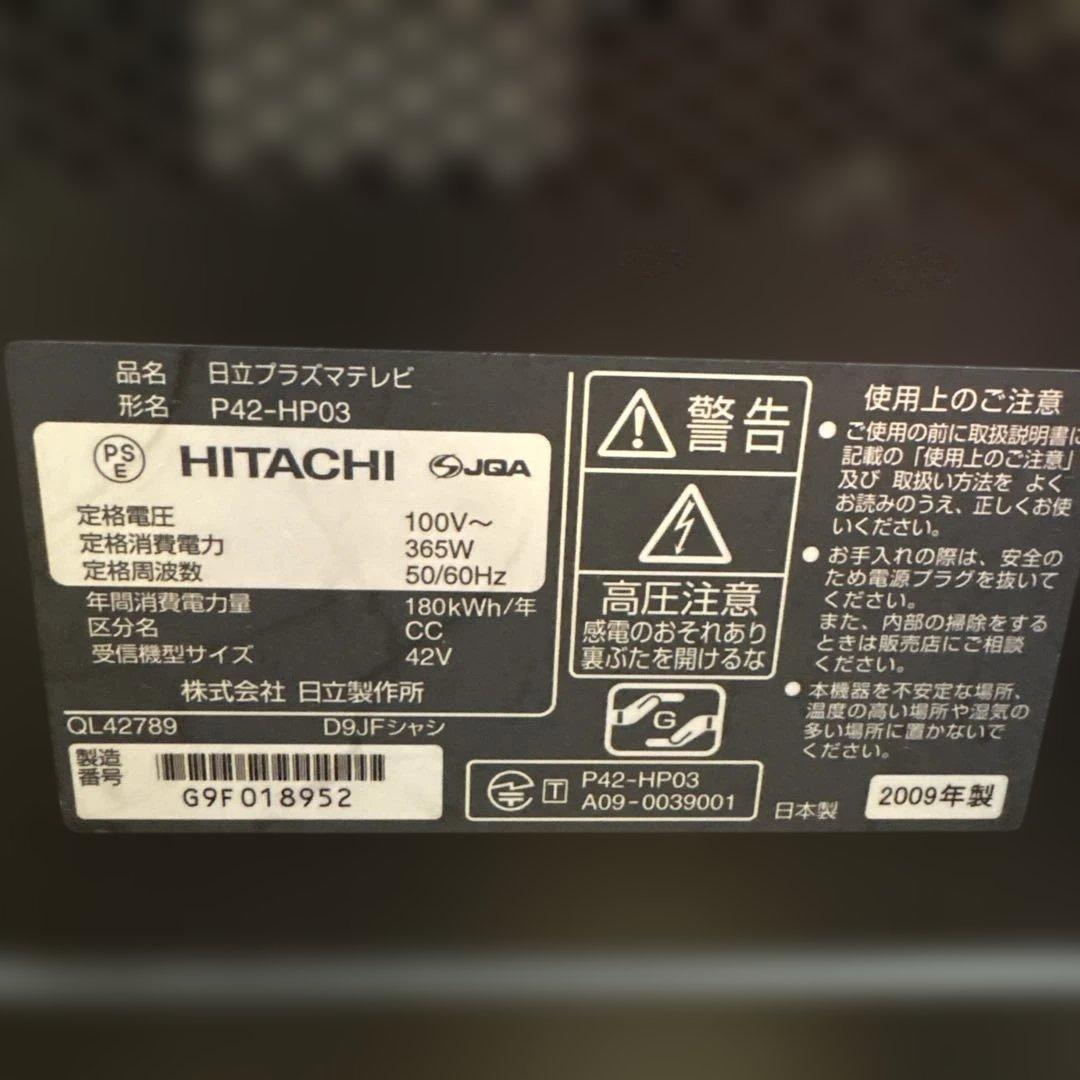 品名 日立プラズマテレビ
形名 P42-HP03
PS
E
HITACHI JQA
定格電圧 100V～
定格消費電力 365W
定格周波数 50/60Hz
年間消費電力量 180kWh/年
区分名 CC
受信機型サイズ 42V
株式会社 日立製作所
QL42789 D9JFシャシ
製造
番号
G9F018952
警告
高圧注意
感電のおそれあり
裏ぶたを開けるな
G
T P42-HP03
A09-0039001
使用上のご注意
●ご使用の前に取扱説明書に
記載の「使用上のご注意」
及び 取扱い方法を よく
お読みのうえ、正しくお使
いください。
●お手入れの際は、安全の
ため電源プラグを抜いて
ください。
また、内部の掃除をする
ときは販売店にご相談
ください。
●本機器を不安定な場所、
温度の高い場所や湿気の
多い場所に置かないで
ください。
日本製 2009年製